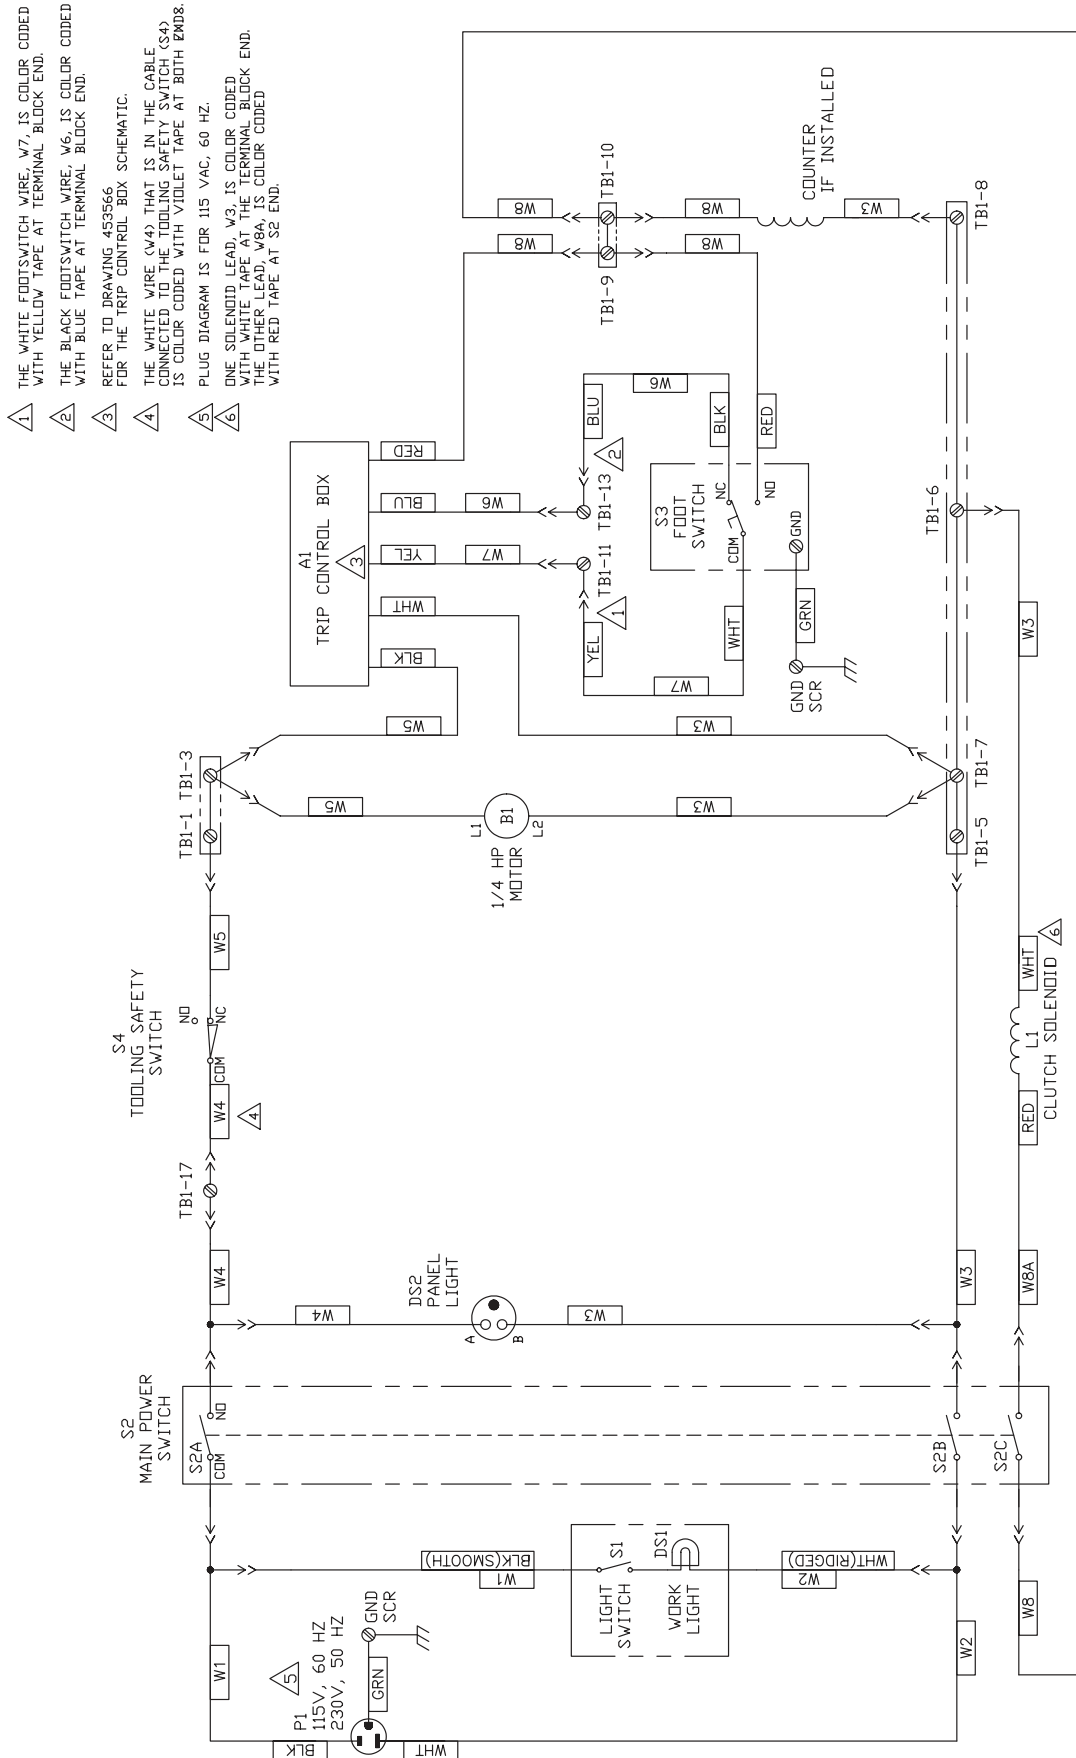 1
THE WHITE FOOTSWITCH WIRE, W7, IS COLOR CODED
WITH YELLOW TAPE AT TERMINAL BLOCK END.
2
THE BLACK FOOTSWITCH WIRE, W6, IS COLOR CODED
WITH BLUE TAPE AT TERMINAL BLOCK END.
3
REFER TO DRAWING 453566
FOR THE TRIP CONTROL BOX SCHEMATIC.
4
THE WHITE WIRE (W4) THAT IS IN THE CABLE
CONNECTED TO THE TOOLING SAFETY SWITCH (S4)
IS COLOR CODED WITH VIOLET TAPE AT BOTH
5
PLUG DIAGRAM IS FOR 115 VAC, 60 HZ.
6
ONE SOLENOID LEAD, W3, IS COLOR CODED
WITH WHITE TAPE AT THE TERMINAL BLOCK END.
THE OTHER LEAD, W8A, IS COLOR CODED
WITH RED TAPE AT S2 END.
S2
MAIN POWER
SWITCH
S2A
COM
NO
S2B
S2C
W1
BLK
P1
115V, 60 HZ
230V, 50 HZ
5
WHT
GRN
GND
SCR
W1
BLK(SMOOTH)
LIGHT
SWITCH
S1
WORK
LIGHT
DS1
W2
WHT(RIDGED)
W2
W8
W4
TB1-17
W4
4
S4
TOOLING SAFETY
SWITCH
COM
NO
NC
W5
TB1-1
TB1-3
W4
DS2
PANEL
LIGHT
A
B
W3
W3
W8A
RED
L1
CLUTCH SOLENOID
6
WHT
W3
W5
L1
B1
L2
1/4 HP
MOTOR
W3
W5
W3
TB1-5
TB1-7
TB1-6
TB1-8
A1
TRIP CONTROL BOX
3
BLK
WHT
YEL
BLU
RED
W7
W6
TB1-11
TB1-13
1
2
YEL
BLU
W7
W6
WHT
BLK
RED
S3
FOOT
SWITCH
COM
NC
NO
GND
GRN
GND
SCR
W8
W8
TB1-9
TB1-10
W8
W8
COUNTER
IF INSTALLED
W3